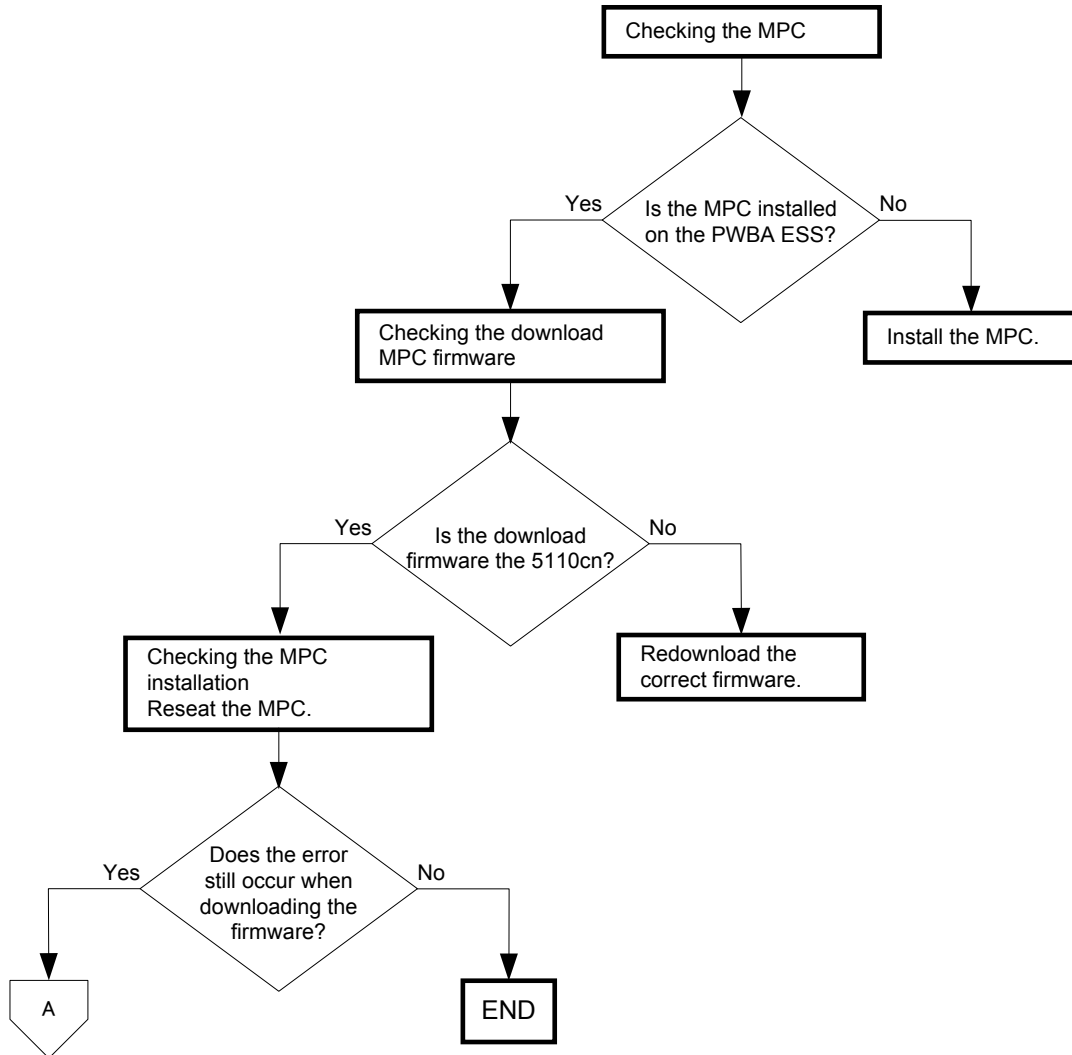 Checking the MPC
Yes
Is the MPC installed
on the PWBA ESS?
No
Checking the download
MPC firmware
Install the MPC.
Yes
Is the download
firmware the 5110cn?
No
Checking the MPC
installation
Reseat the MPC.
Redownload the
correct firmware.
Yes
Does the error
still occur when
downloading the
firmware?
No
A
END